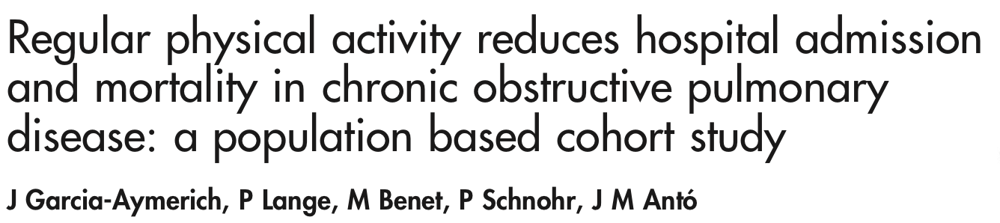 Regular physical activity reduces hospital admission
and mortality in chronic obstructive pulmonary
disease: a population based cohort study
J Garcia-Aymerich, P Lange, M Benet, P Schnohr, J M Antó